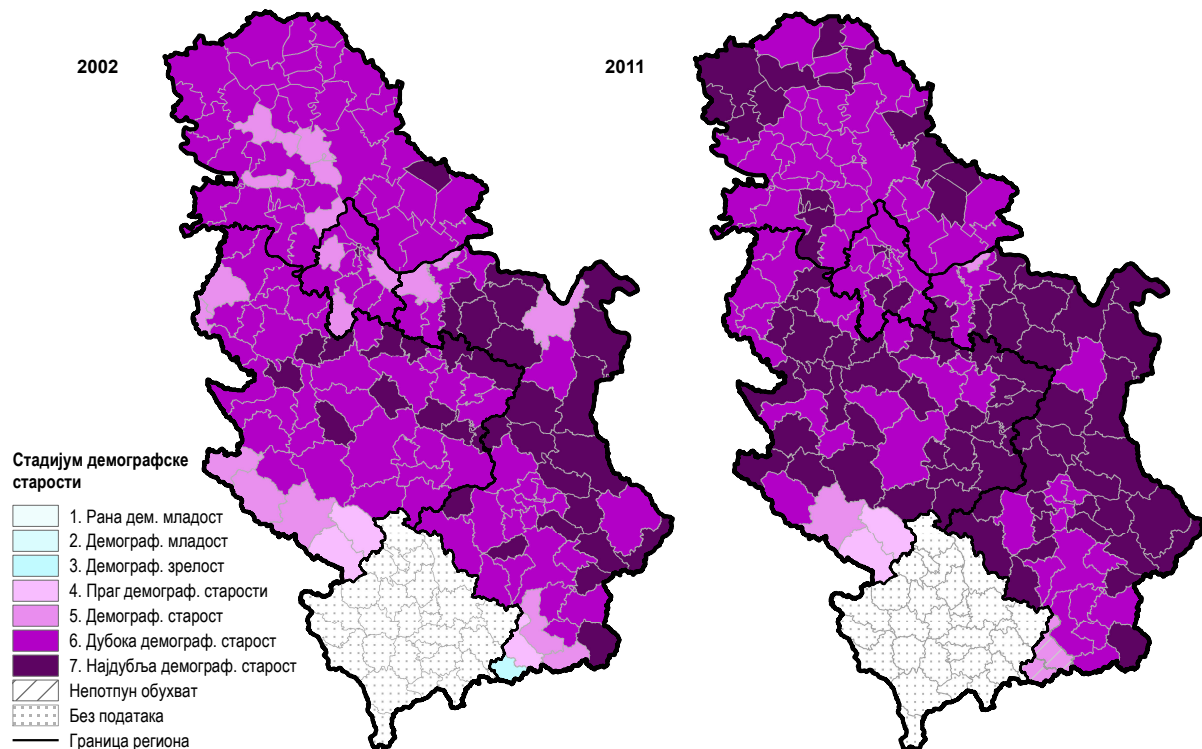 2002
2011
Стадијум демографске
старости
1. Рана дем. младост
2. Демограф. младост
3. Демограф. зрелост
4. Праг демограф. старости
5. Демограф. старост
6. Дубока демограф. старост
7. Најдубља демограф. старост
Непотпун обухват
Без података
Граница региона